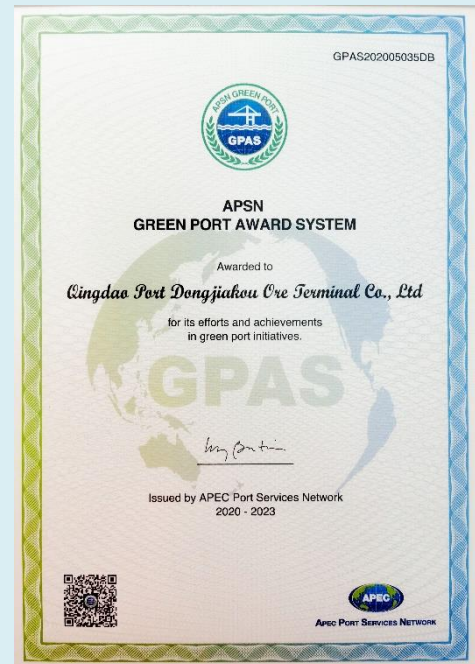 GPAS202005035DB
APSN GREEN PORT
GPAS
APSN
GREEN PORT AWARD SYSTEM
Awarded to
Qingdao Port Dongjiakou Ore Terminal Co., Ltd
for its efforts and achievements
in green port initiatives.
GPAS
Issued by APEC Port Services Network
2020 - 2023
APEC
APEC PORT SERVICES NETWORK